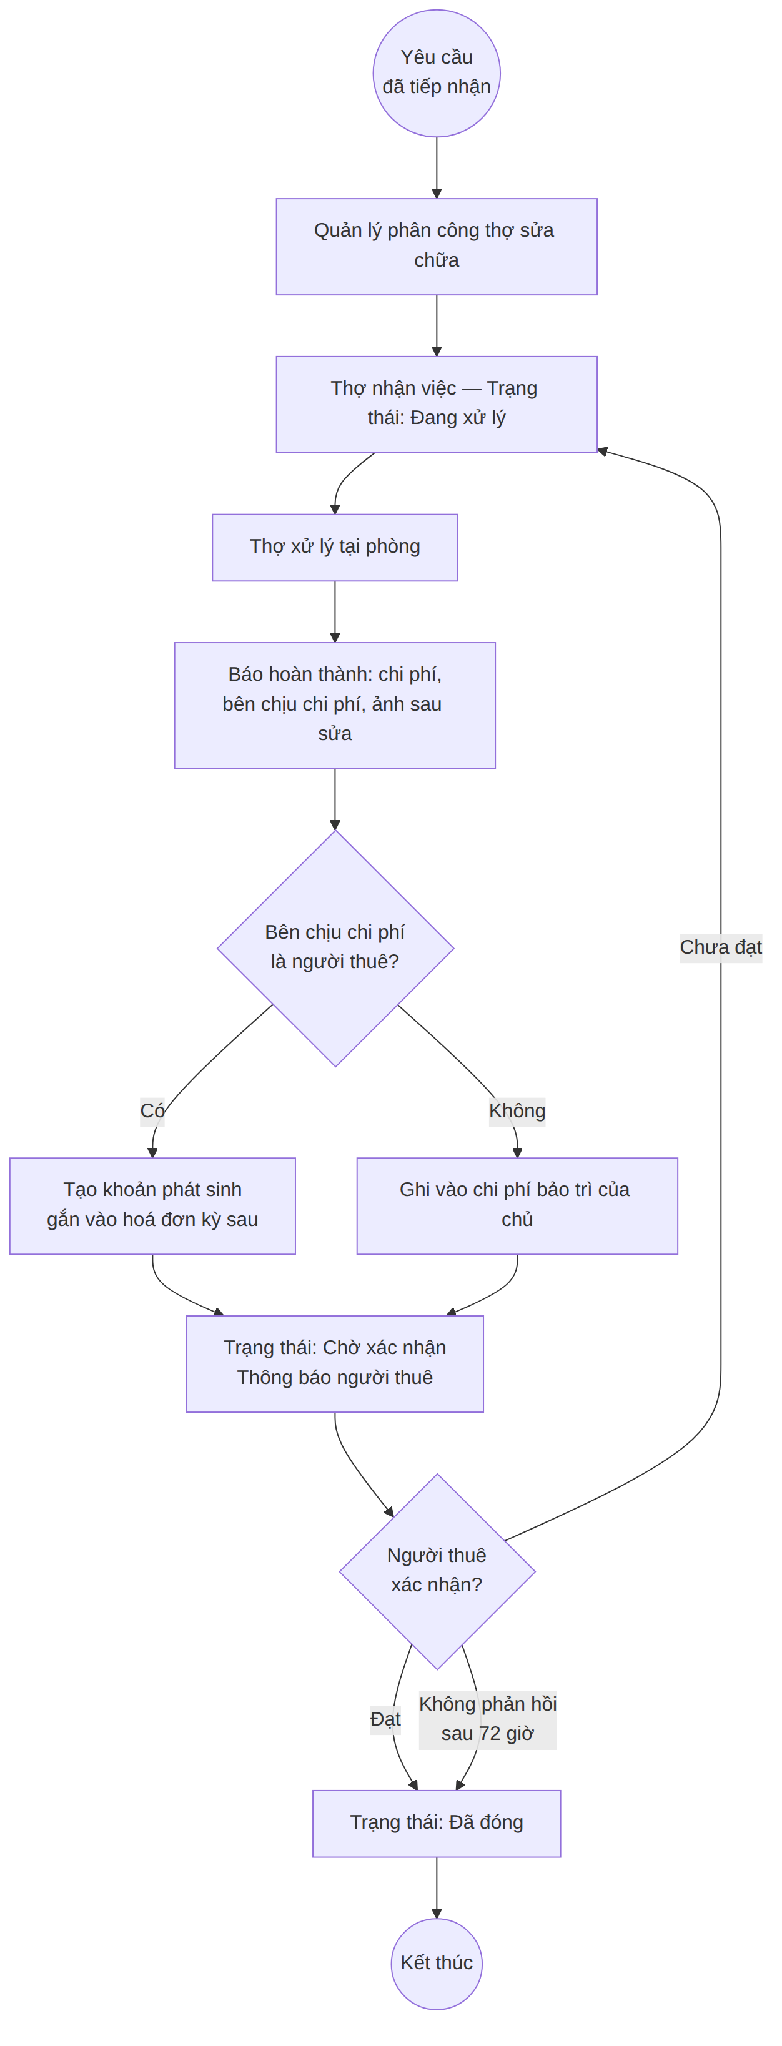 Yêu cầu
đã tiếp nhận
Quản lý phân công thợ sửa
chữa
Thợ nhận việc — Trạng
thái: Đang xử lý
Thợ xử lý tại phòng
Báo hoàn thành: chi phí,
bên chịu chi phí, ảnh sau
sửa
Bên chịu chi phí
là người thuê?
Chưa đạt
Có
Không
Tạo khoản phát sinh
gắn vào hoá đơn kỳ sau
Ghi vào chi phí bảo trì của
chủ
Trạng thái: Chờ xác nhận
Thông báo người thuê
Người thuê
xác nhận?
Đạt
Không phản hồi
sau 72 giờ
Trạng thái: Đã đóng
Kết thúc